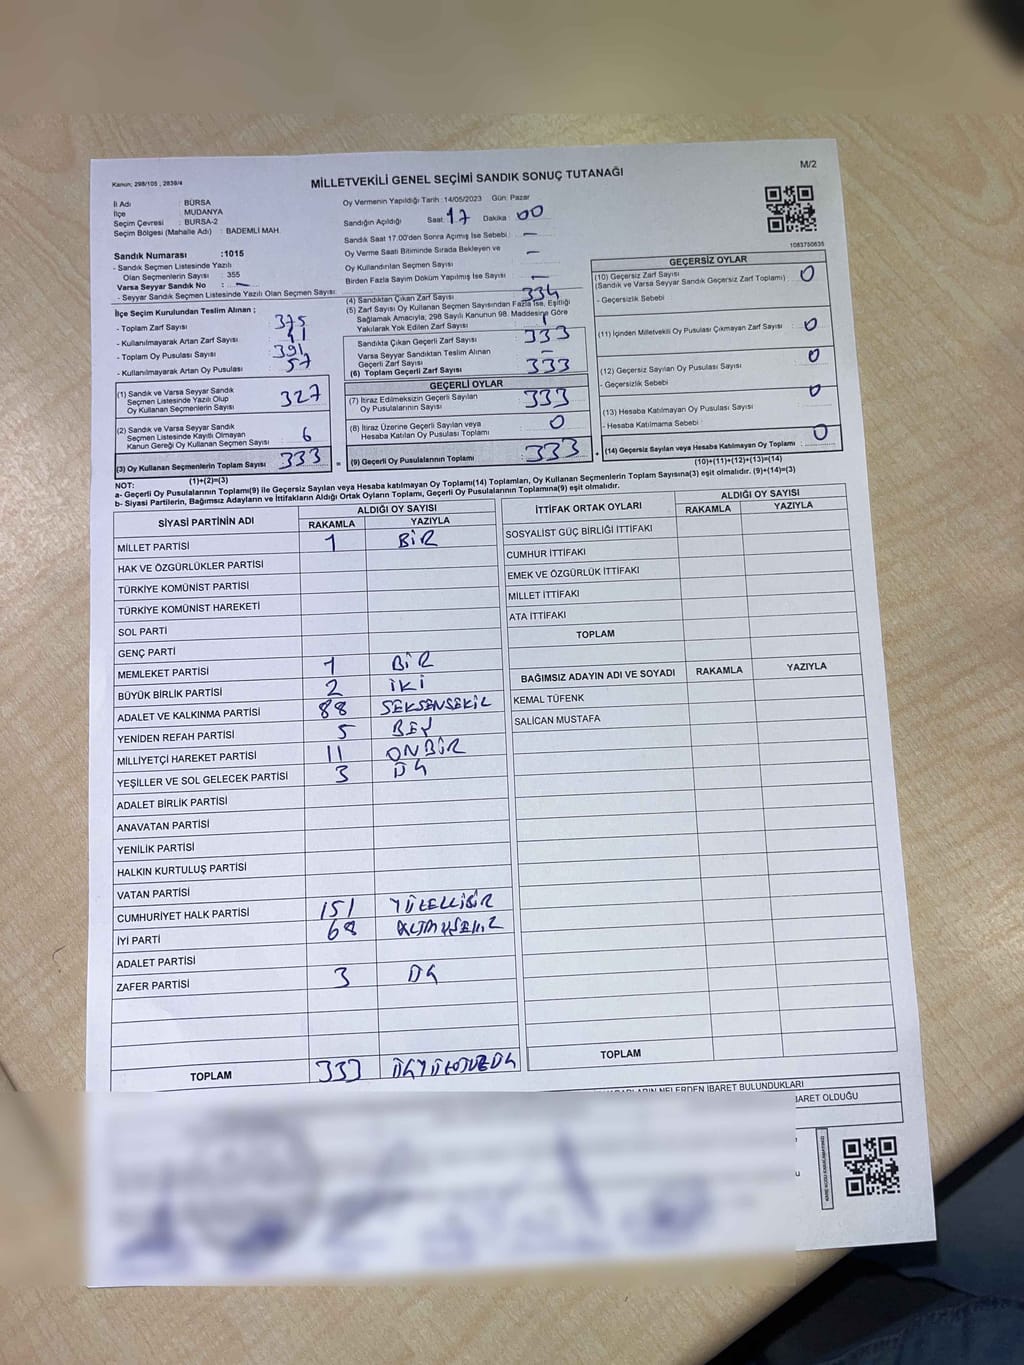 Kanun; 298/105 , 2839/4
MİLLETVEKİLİ GENEL SEÇİMİ SANDIK SONUÇ TUTANAĞI
M/2
İl Adı : BURSA
İlçe : MUDANYA
Seçim Çevresi : BURSA-2
Seçim Bölgesi (Mahalle Adı) : BADEMLİ MAH.
Sandık Numarası :1015
- Sandık Seçmen Listesinde Yazılı
Olan Seçmenlerin Sayısı : 355
Varsa Seyyar Sandık No : —
- Seyyar Sandık Seçmen Listesinde Yazılı Olan Seçmen Sayısı:
İlçe Seçim Kurulundan Teslim Alınan ;
- Toplam Zarf Sayısı : 375
- Kullanılmayarak Artan Zarf Sayısı : 41
- Toplam Oy Pusulası Sayısı : 391
- Kullanılmayarak Artan Oy Pusulası : 57
(1) Sandık ve Varsa Seyyar Sandık
Seçmen Listesinde Yazılı Olup
Oy Kullanan Seçmenlerin Sayısı 327
(2) Sandık ve Varsa Seyyar Sandık
Seçmen Listesinde Kayıtlı Olmayan
Kanun Gereği Oy Kullanan Seçmen Sayısı : 6
(3) Oy Kullanan Seçmenlerin Toplam Sayısı 333
(1)+(2)=(3)
Oy Vermenin Yapıldığı Tarih : 14/05/2023 Gün: Pazar
Sandığın Açıldığı Saat: 17 Dakika : 00
Sandık Saat 17.00'den Sonra Açılmış İse Sebebi : —
Oy Verme Saati Bitiminde Sırada Bekleyen ve
Oy Kullandırılan Seçmen Sayısı : —
Birden Fazla Sayım Döküm Yapılmış İse Sayısı : —
(4) Sandıktan Çıkan Zarf Sayısı : 334
(5) Zarf Sayısı Oy Kullanan Seçmen Sayısından Fazla İse, Eşitliği
Sağlamak Amacıyla; 298 Sayılı Kanunun 98. Maddesine Göre
Yakılarak Yok Edilen Zarf Sayısı : 1
Sandıkta Çıkan Geçerli Zarf Sayısı : 333
Varsa Seyyar Sandıktan Teslim Alınan
Geçerli Zarf Sayısı : —
(6) Toplam Geçerli Zarf Sayısı : 333
GEÇERLİ OYLAR
(7) İtiraz Edilmeksizin Geçerli Sayılan
Oy Pusulalarının Sayısı : 333
(8) İtiraz Üzerine Geçerli Sayılan veya
Hesaba Katılan Oy Pusulası Toplamı : 0
= (9) Geçerli Oy Pusulalarının Toplamı : 333
1083750635
GEÇERSİZ OYLAR
(10) Geçersiz Zarf Sayısı
(Sandık ve Varsa Seyyar Sandık Geçersiz Zarf Toplamı) : 0
- Geçersizlik Sebebi
(11) İçinden Milletvekili Oy Pusulası Çıkmayan Zarf Sayısı : 0
(12) Geçersiz Sayılan Oy Pusulası Sayısı : 0
- Geçersizlik Sebebi
(13) Hesaba Katılmayan Oy Pusulası Sayısı : 0
- Hesaba Katılmama Sebebi :
+ (14) Geçersiz Sayılan veya Hesaba Katılmayan Oy Toplamı : 0
(10)+(11)+(12)+(13)=(14)
NOT:
a- Geçerli Oy Pusulalarının Toplamı(9) ile Geçersiz Sayılan veya Hesaba katılmayan Oy Toplamı(14) Toplamları, Oy Kullanan Seçmenlerin Toplam Sayısına(3) eşit olmalıdır. (9)+(14)=(3)
b- Siyasi Partilerin, Bağımsız Adayların ve İttifakların Aldığı Ortak Oyların Toplamı, Geçerli Oy Pusulalarının Toplamına(9) eşit olmalıdır.
SİYASİ PARTİNİN ADI ALDIĞI OY SAYISI
RAKAMLA YAZIYLA
MİLLET PARTİSİ 1 BİR
HAK VE ÖZGÜRLÜKLER PARTİSİ
TÜRKİYE KOMÜNİST PARTİSİ
TÜRKİYE KOMÜNİST HAREKETİ
SOL PARTİ
GENÇ PARTİ
MEMLEKET PARTİSİ 1 BİR
BÜYÜK BİRLİK PARTİSİ 2 İKİ
ADALET VE KALKINMA PARTİSİ 88 SEKSENSEKİZ
YENİDEN REFAH PARTİSİ 5 BEŞ
MİLLİYETÇİ HAREKET PARTİSİ 11 ONBİR
YEŞİLLER VE SOL GELECEK PARTİSİ 3 ÜÇ
ADALET BİRLİK PARTİSİ
ANAVATAN PARTİSİ
YENİLİK PARTİSİ
HALKIN KURTULUŞ PARTİSİ
VATAN PARTİSİ
CUMHURİYET HALK PARTİSİ 151 YÜZELLİBİR
İYİ PARTİ 68 ALTMIŞSEKİZ
ADALET PARTİSİ
ZAFER PARTİSİ 3 ÜÇ
TOPLAM 333 ÜÇYÜZOTUZÜÇ
İTTİFAK ORTAK OYLARI ALDIĞI OY SAYISI
RAKAMLA YAZIYLA
SOSYALİST GÜÇ BİRLİĞİ İTTİFAKI
CUMHUR İTTİFAKI
EMEK VE ÖZGÜRLÜK İTTİFAKI
MİLLET İTTİFAKI
ATA İTTİFAKI
TOPLAM
BAĞIMSIZ ADAYIN ADI VE SOYADI RAKAMLA YAZIYLA
KEMAL TÜFENK
SALİCAN MUSTAFA
TOPLAM
NELERDEN İBARET BULUNDUKLARI
İBARET OLDUĞU